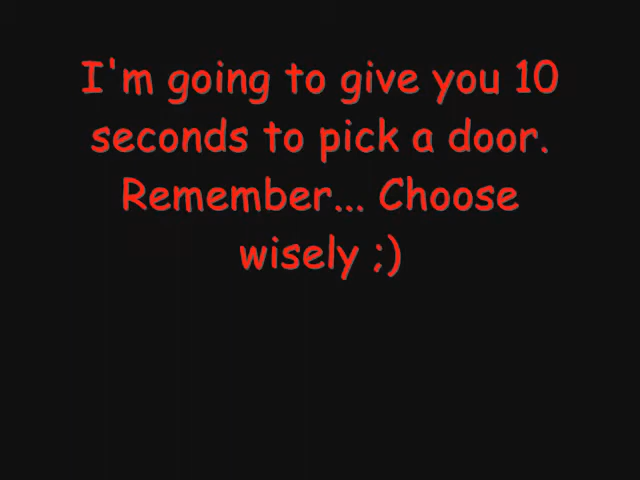 I'm going to give you 10
seconds to pick a door.
Remember... Choose
wisely ;)